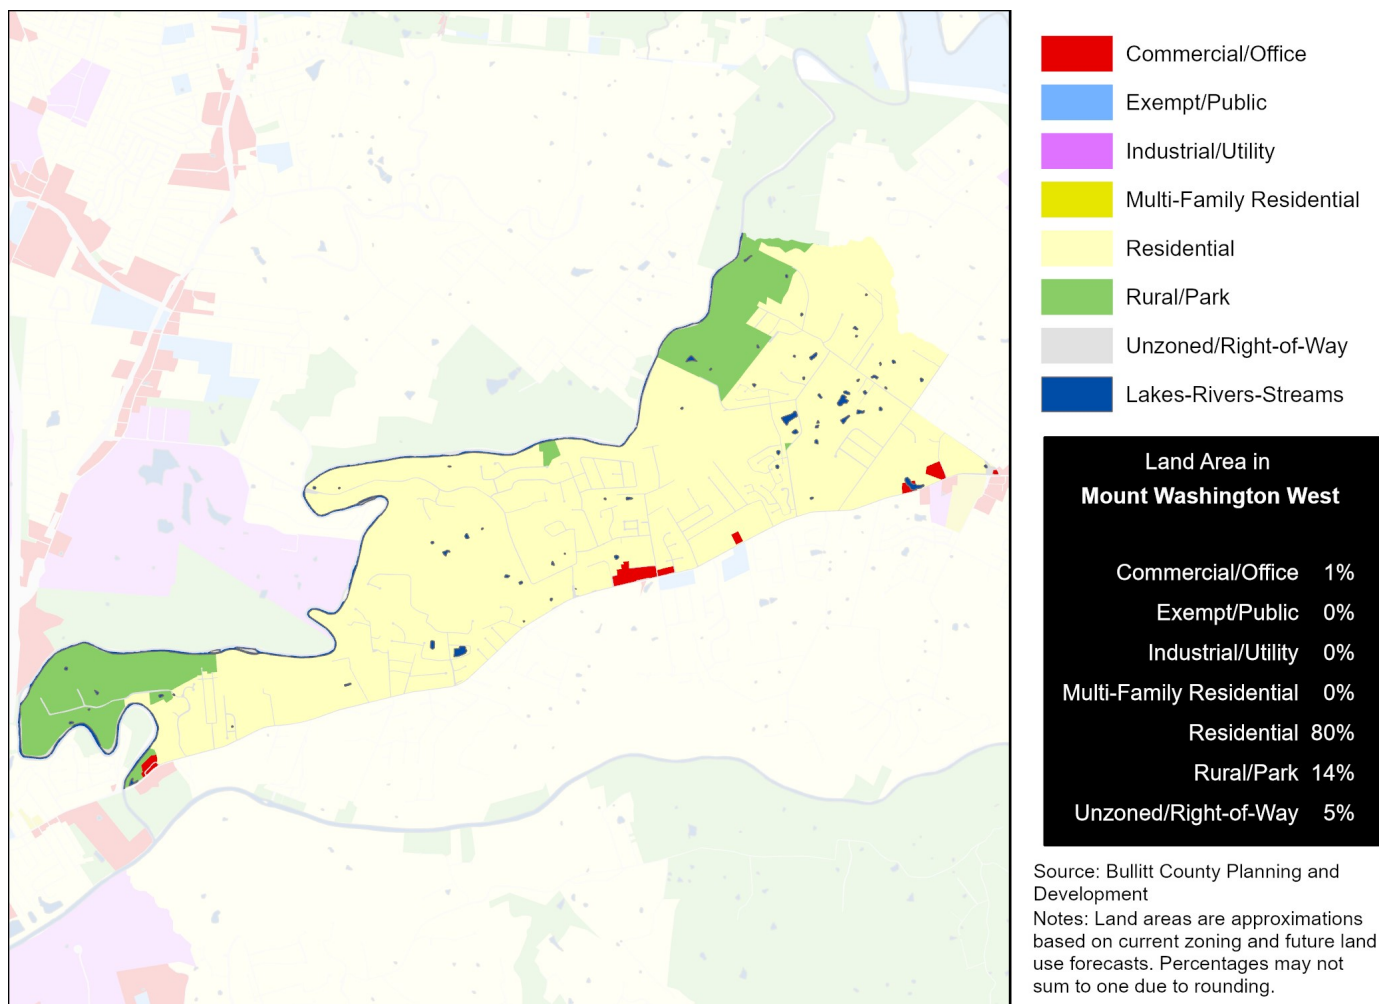 Commercial/Office
Exempt/Public
Industrial/Utility
Multi-Family Residential
Residential
Rural/Park
Unzoned/Right-of-Way
Lakes-Rivers-Streams
Land Area in
Mount Washington West
Commercial/Office 1%
Exempt/Public 0%
Industrial/Utility 0%
Multi-Family Residential 0%
Residential 80%
Rural/Park 14%
Unzoned/Right-of-Way 5%
Source: Bullitt County Planning and
Development
Notes: Land areas are approximations
based on current zoning and future land
use forecasts. Percentages may not
sum to one due to rounding.